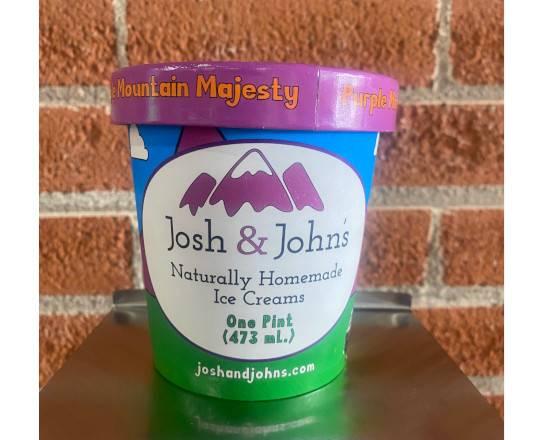 Mountain Majesty
Purple
Josh & John's
Naturally Homemade
Ice Creams
One Pint
(473 mL.)
joshandjohns.com